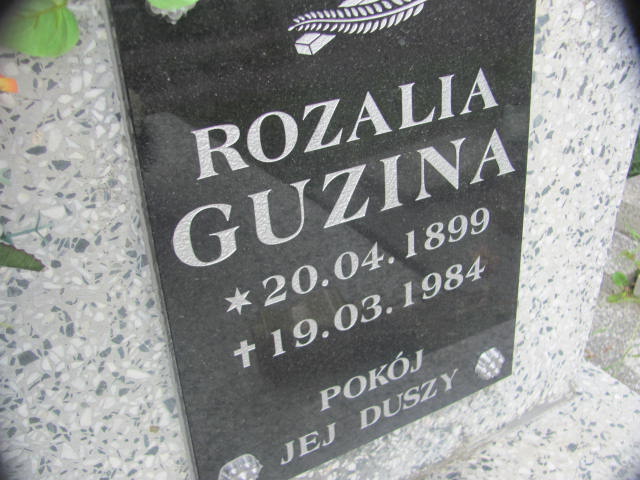 ROZALIA
GUZINA
* 20.04.1899
✝ 19.03.1984
POKÓJ
JEJ DUSZY